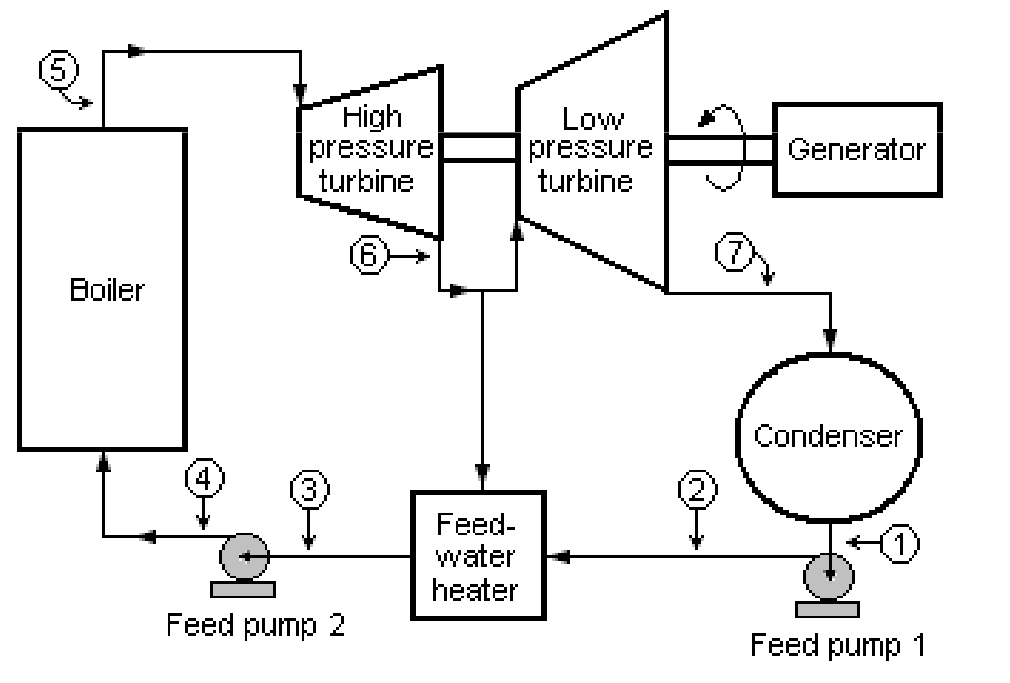 5
High
pressure
turbine
Low
pressure
turbine
Generator
6
7
Boiler
Condenser
4
3
2
1
Feed-
water
heater
Feed pump 2
Feed pump 1